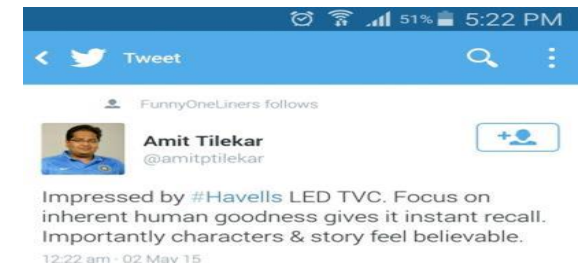 51% 5:22 PM
Tweet
FunnyOneLiners follows
Amit Tilekar
@amitptilekar
Impressed by #Havells LED TVC. Focus on
inherent human goodness gives it instant recall.
Importantly characters & story feel believable.
12:22 am · 02 May 15